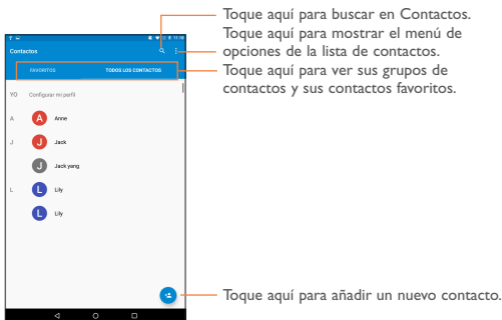 Toque aquí para buscar en Contactos.
Toque aquí para mostrar el menú de
opciones de la lista de contactos.
Toque aquí para ver sus grupos de
contactos y sus contactos favoritos.
Contactos
FAVORITOS TODOS LOS CONTACTOS
YO Configurar mi perfil
A A Anne
J J Jack
J Jack yang
L L Lily
L Lily
Toque aquí para añadir un nuevo contacto.